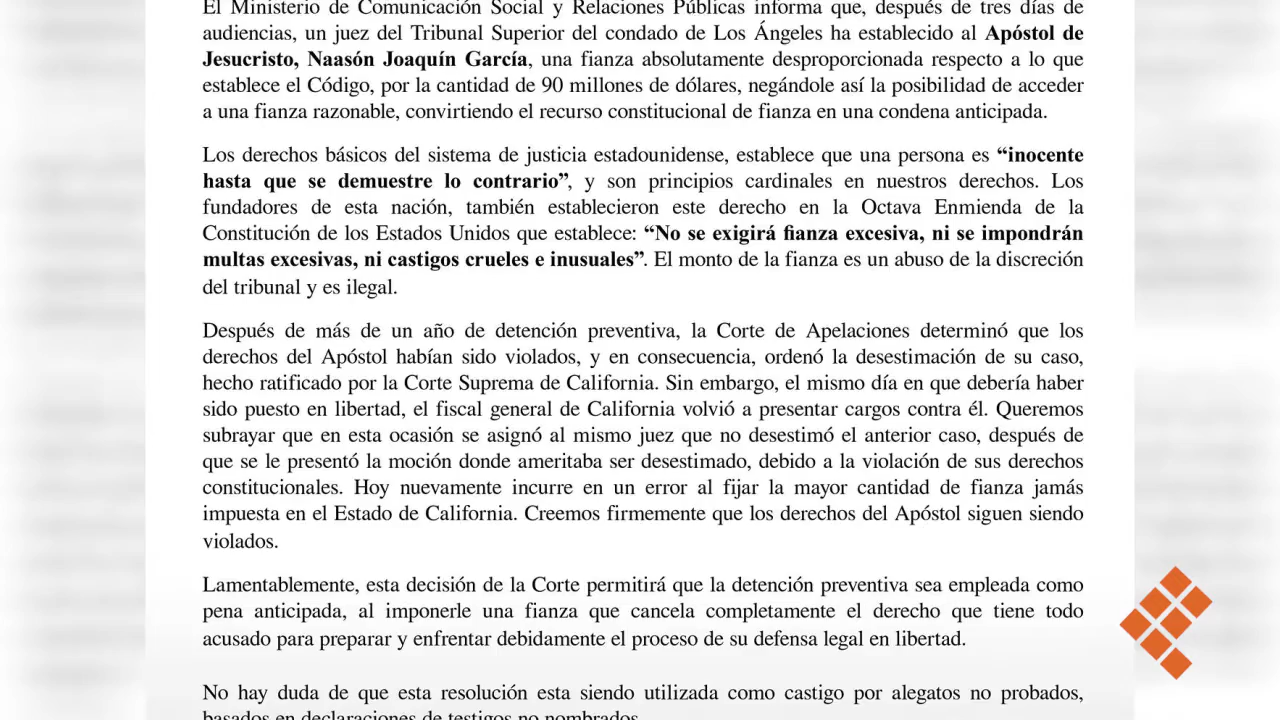 El Ministerio de Comunicación Social y Relaciones Públicas informa que, después de tres días de
audiencias, un juez del Tribunal Superior del condado de Los Ángeles ha establecido al Apóstol de
Jesucristo, Naasón Joaquín García, una fianza absolutamente desproporcionada respecto a lo que
establece el Código, por la cantidad de 90 millones de dólares, negándole así la posibilidad de acceder
a una fianza razonable, convirtiendo el recurso constitucional de fianza en una condena anticipada.
Los derechos básicos del sistema de justicia estadounidense, establece que una persona es “inocente
hasta que se demuestre lo contrario”, y son principios cardinales en nuestros derechos. Los
fundadores de esta nación, también establecieron este derecho en la Octava Enmienda de la
Constitución de los Estados Unidos que establece: “No se exigirá fianza excesiva, ni se impondrán
multas excesivas, ni castigos crueles e inusuales”. El monto de la fianza es un abuso de la discreción
del tribunal y es ilegal.
Después de más de un año de detención preventiva, la Corte de Apelaciones determinó que los
derechos del Apóstol habían sido violados, y en consecuencia, ordenó la desestimación de su caso,
hecho ratificado por la Corte Suprema de California. Sin embargo, el mismo día en que debería haber
sido puesto en libertad, el fiscal general de California volvió a presentar cargos contra él. Queremos
subrayar que en esta ocasión se asignó al mismo juez que no desestimó el anterior caso, después de
que se le presentó la moción donde ameritaba ser desestimado, debido a la violación de sus derechos
constitucionales. Hoy nuevamente incurre en un error al fijar la mayor cantidad de fianza jamás
impuesta en el Estado de California. Creemos firmemente que los derechos del Apóstol siguen siendo
violados.
Lamentablemente, esta decisión de la Corte permitirá que la detención preventiva sea empleada como
pena anticipada, al imponerle una fianza que cancela completamente el derecho que tiene todo
acusado para preparar y enfrentar debidamente el proceso de su defensa legal en libertad.
No hay duda de que esta resolución esta siendo utilizada como castigo por alegatos no probados,
basados en declaraciones de testigos no nombrados